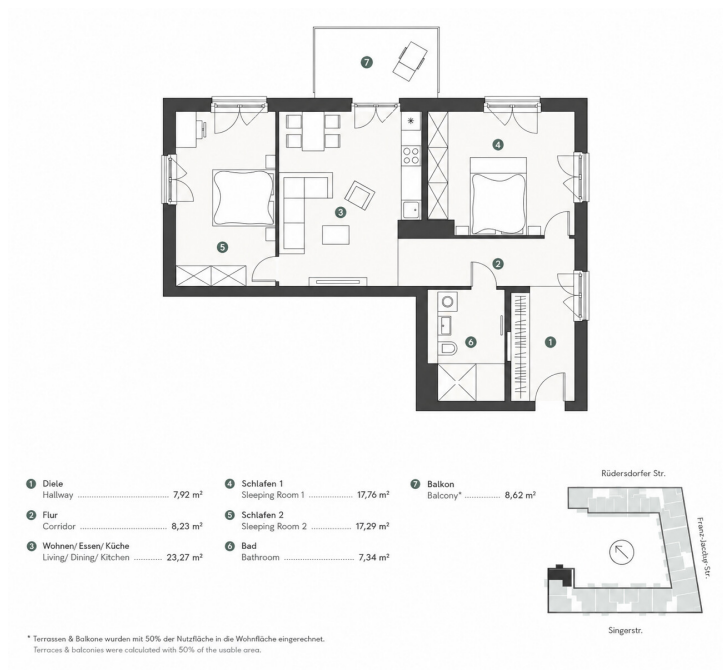 7
4
3
5
2
6
1
1 Diele
Hallway 7,92 m²
2 Flur
Corridor 8,23 m²
3 Wohnen/ Essen/ Küche
Living/ Dining/ Kitchen 23,27 m²
4 Schlafen 1
Sleeping Room 1 17,76 m²
5 Schlafen 2
Sleeping Room 2 17,29 m²
6 Bad
Bathroom 7,34 m²
7 Balkon
Balcony* 8,62 m²
Rüdersdorfer Str.
Franz-Jacob-Str.
Singerstr.
* Terrassen & Balkone wurden mit 50% der Nutzfläche in die Wohnfläche eingerechnet.
Terraces & balconies were calculated with 50% of the usable area.